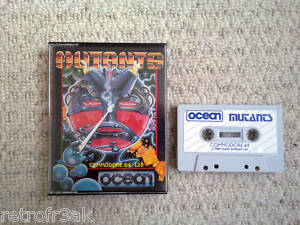 MUTANTS
COMMODORE 64/128
ocean
ocean MUTANTS
COMMODORE 64
retrofr3ak